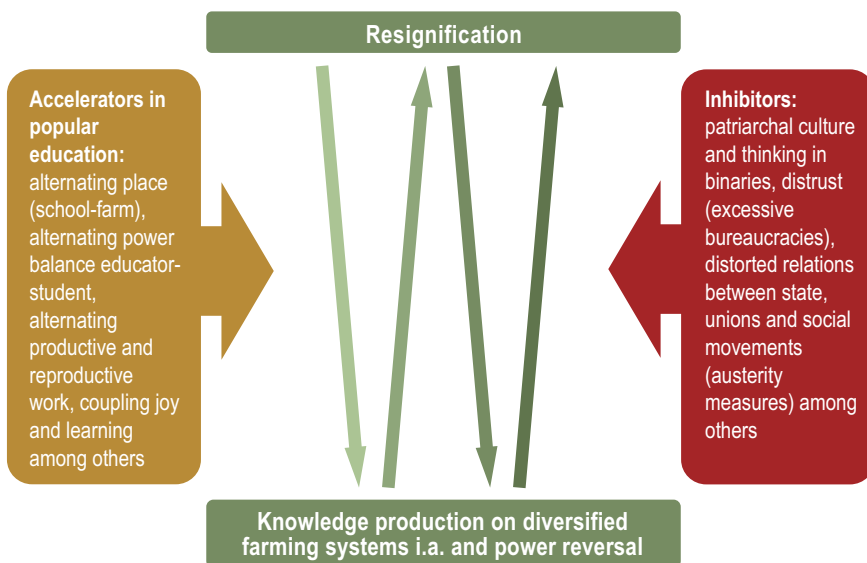 Resignification
Accelerators in
popular
education:
alternating place
(school-farm),
alternating power
balance educator-
student,
alternating
productive and
reproductive
work, coupling joy
and learning
among others
Inhibitors:
patriarchal culture
and thinking in
binaries, distrust
(excessive
bureaucracies),
distorted relations
between state,
unions and social
movements
(austerity
measures) among
others
Knowledge production on diversified
farming systems i.a. and power reversal